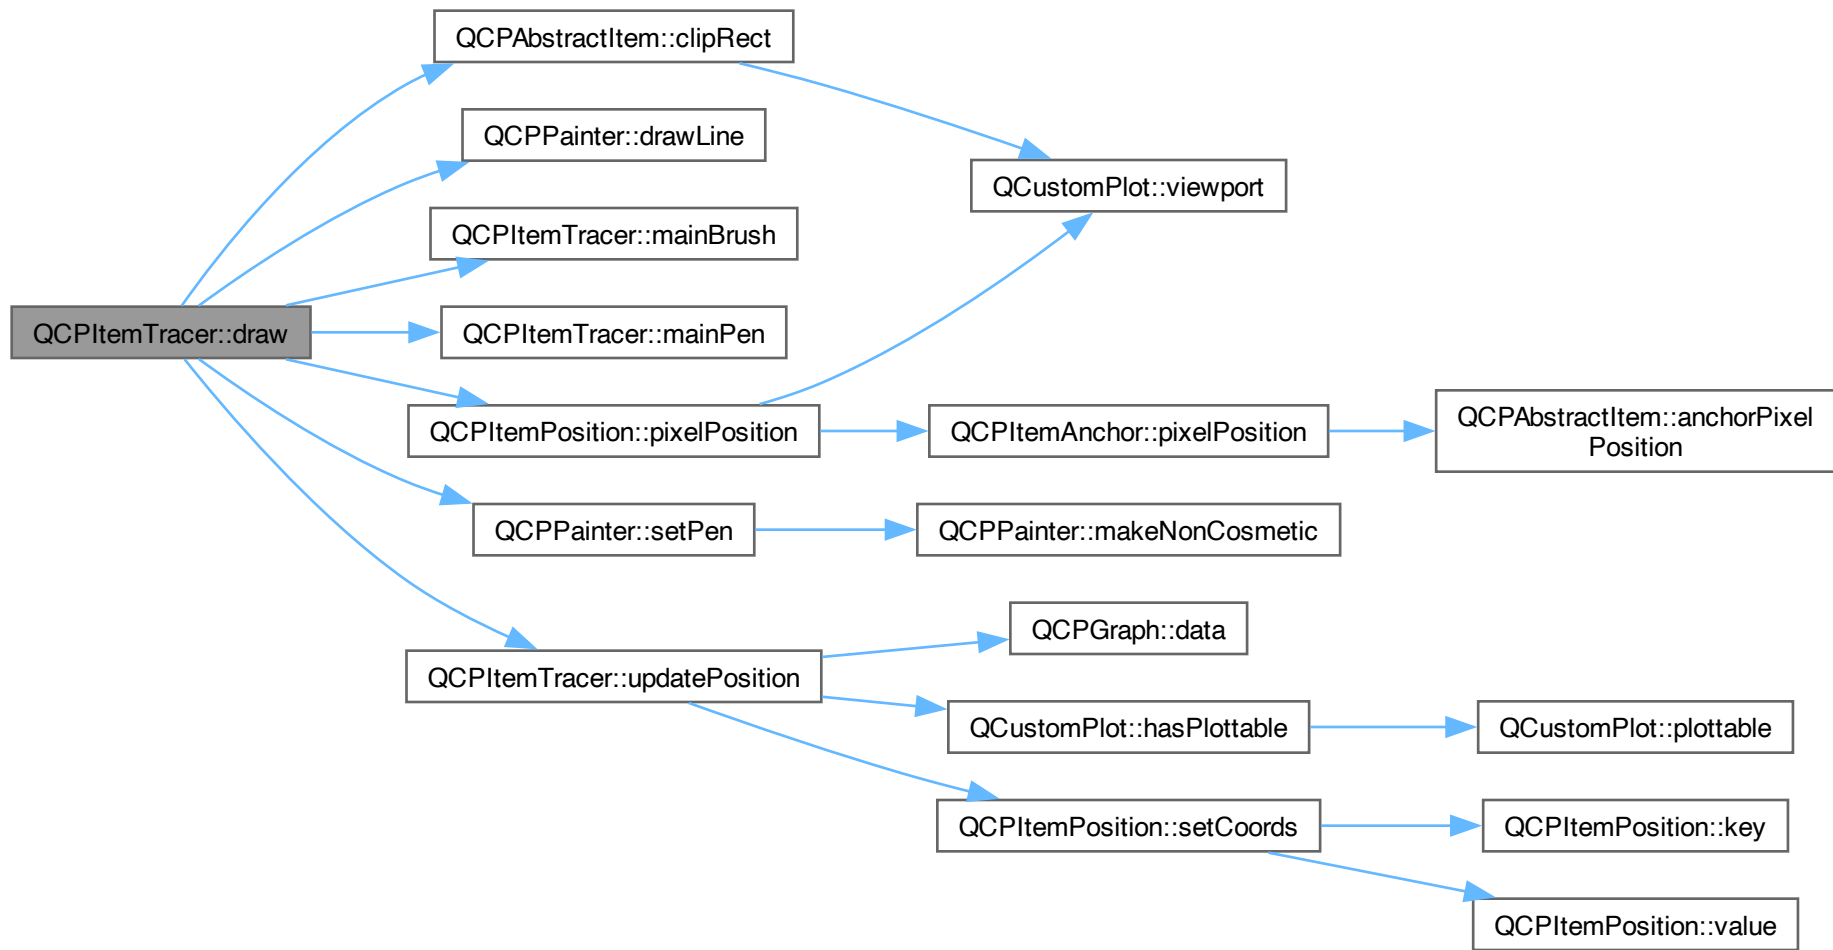 QCPItemTracer::draw
QCPAbstractItem::clipRect
QCPPainter::drawLine
QCPItemTracer::mainBrush
QCPItemTracer::mainPen
QCPItemPosition::pixelPosition
QCPPainter::setPen
QCPItemTracer::updatePosition
QCustomPlot::viewport
QCPItemAnchor::pixelPosition
QCPPainter::makeNonCosmetic
QCPGraph::data
QCustomPlot::hasPlottable
QCPItemPosition::setCoords
QCPAbstractItem::anchorPixel
Position
QCustomPlot::plottable
QCPItemPosition::key
QCPItemPosition::value